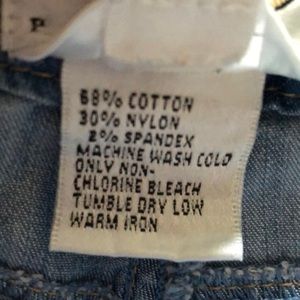 P
68% COTTON
30% NYLON
2% SPANDEX
MACHINE WASH COLD
ONLY NON-
CHLORINE BLEACH
TUMBLE DRY LOW
WARM IRON